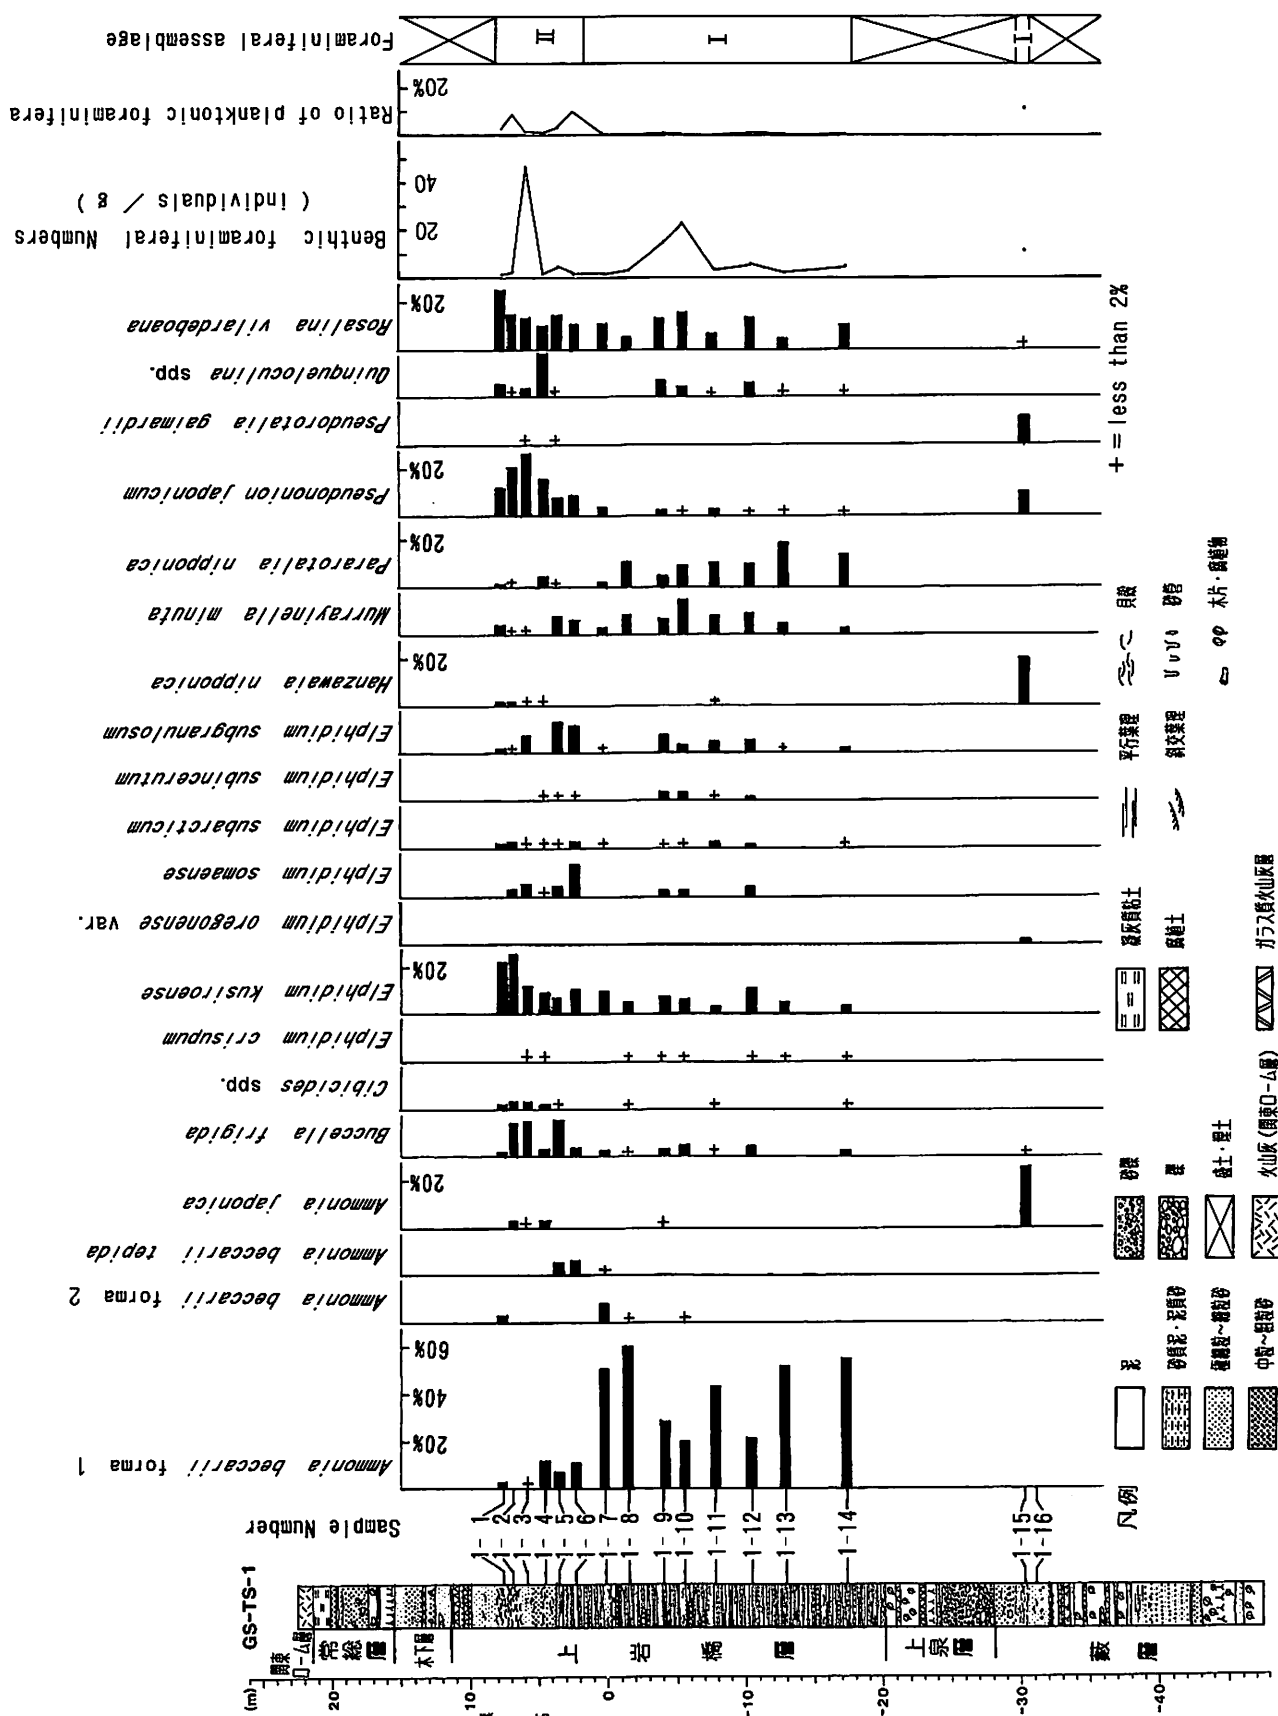 Foraminiferal assemblage
II
I
I
Ratio of planktonic foraminifera
20%
Benthic foraminiferal Numbers
( individuals / g )
20
40
Rosalina vilardeboana
20%
Quinqueloculina spp.
Pseudorotalia gaimardii
Pseudononion japonicum
20%
Pararotalia nipponica
20%
Murrayinella minuta
Hanzawaia nipponica
20%
Elphidium subgranulosum
Elphidium subincerutum
Elphidium subarcticum
Elphidium somaense
Elphidium oregonense var.
Elphidium kusiroense
20%
Elphidium crisupum
Cibicides spp.
Buccella frigida
Ammonia japonica
20%
Ammonia beccarii tepida
Ammonia beccarii forma 2
Ammonia beccarii forma 1
20%
40%
60%
Sample Number
1- 1
1- 2
1- 3
1- 4
1- 5
1- 6
1- 7
1- 8
1- 9
1-10
1-11
1-12
1-13
1-14
1-15
1-16
GS-TS-1
関東ローム層
常総層
木下層
上岩橋層
上泉層
藪層
(m)
20
10
0
-10
-20
-30
-40
+ = less than 2%
凡例
泥
砂質泥・泥質砂
極細粒~細粒砂
中粒~粗粒砂
砂礫
礫
盛土・埋土
火山灰(関東ローム層)
凝灰質粘土
腐植土
ガラス質火山灰層
平行葉理
斜交葉理
貝殻
砂管
木片・腐植物